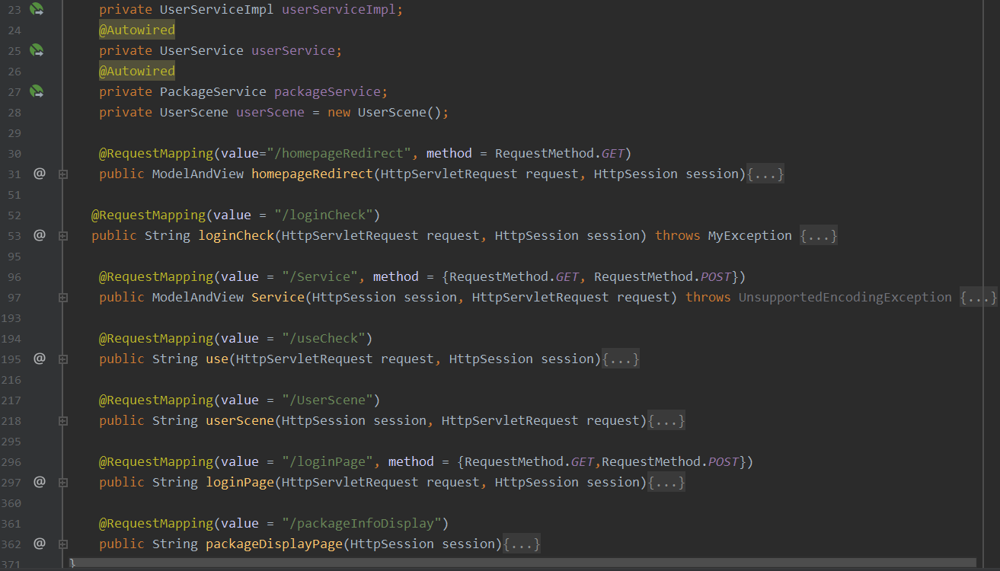 23 private UserServiceImpl userServiceImpl;
24 @Autowired
25 private UserService userService;
26 @Autowired
27 private PackageService packageService;
28 private UserScene userScene = new UserScene();
29
30 @RequestMapping(value="/homepageRedirect", method = RequestMethod.GET)
31 @ public ModelAndView homepageRedirect(HttpServletRequest request, HttpSession session){...}
51
52 @RequestMapping(value = "/loginCheck")
53 @ public String loginCheck(HttpServletRequest request, HttpSession session) throws MyException {...}
95
96 @RequestMapping(value = "/Service", method = {RequestMethod.GET, RequestMethod.POST})
97 public ModelAndView Service(HttpSession session, HttpServletRequest request) throws UnsupportedEncodingException {...}
193
194 @RequestMapping(value = "/useCheck")
195 @ public String use(HttpServletRequest request, HttpSession session){...}
216
217 @RequestMapping(value = "/UserScene")
218 public String userScene(HttpSession session, HttpServletRequest request){...}
295
296 @RequestMapping(value = "/loginPage", method = {RequestMethod.GET,RequestMethod.POST})
297 @ public String loginPage(HttpServletRequest request, HttpSession session){...}
360
361 @RequestMapping(value = "/packageInfoDisplay")
362 @ public String packageDisplayPage(HttpSession session){...}
371 }